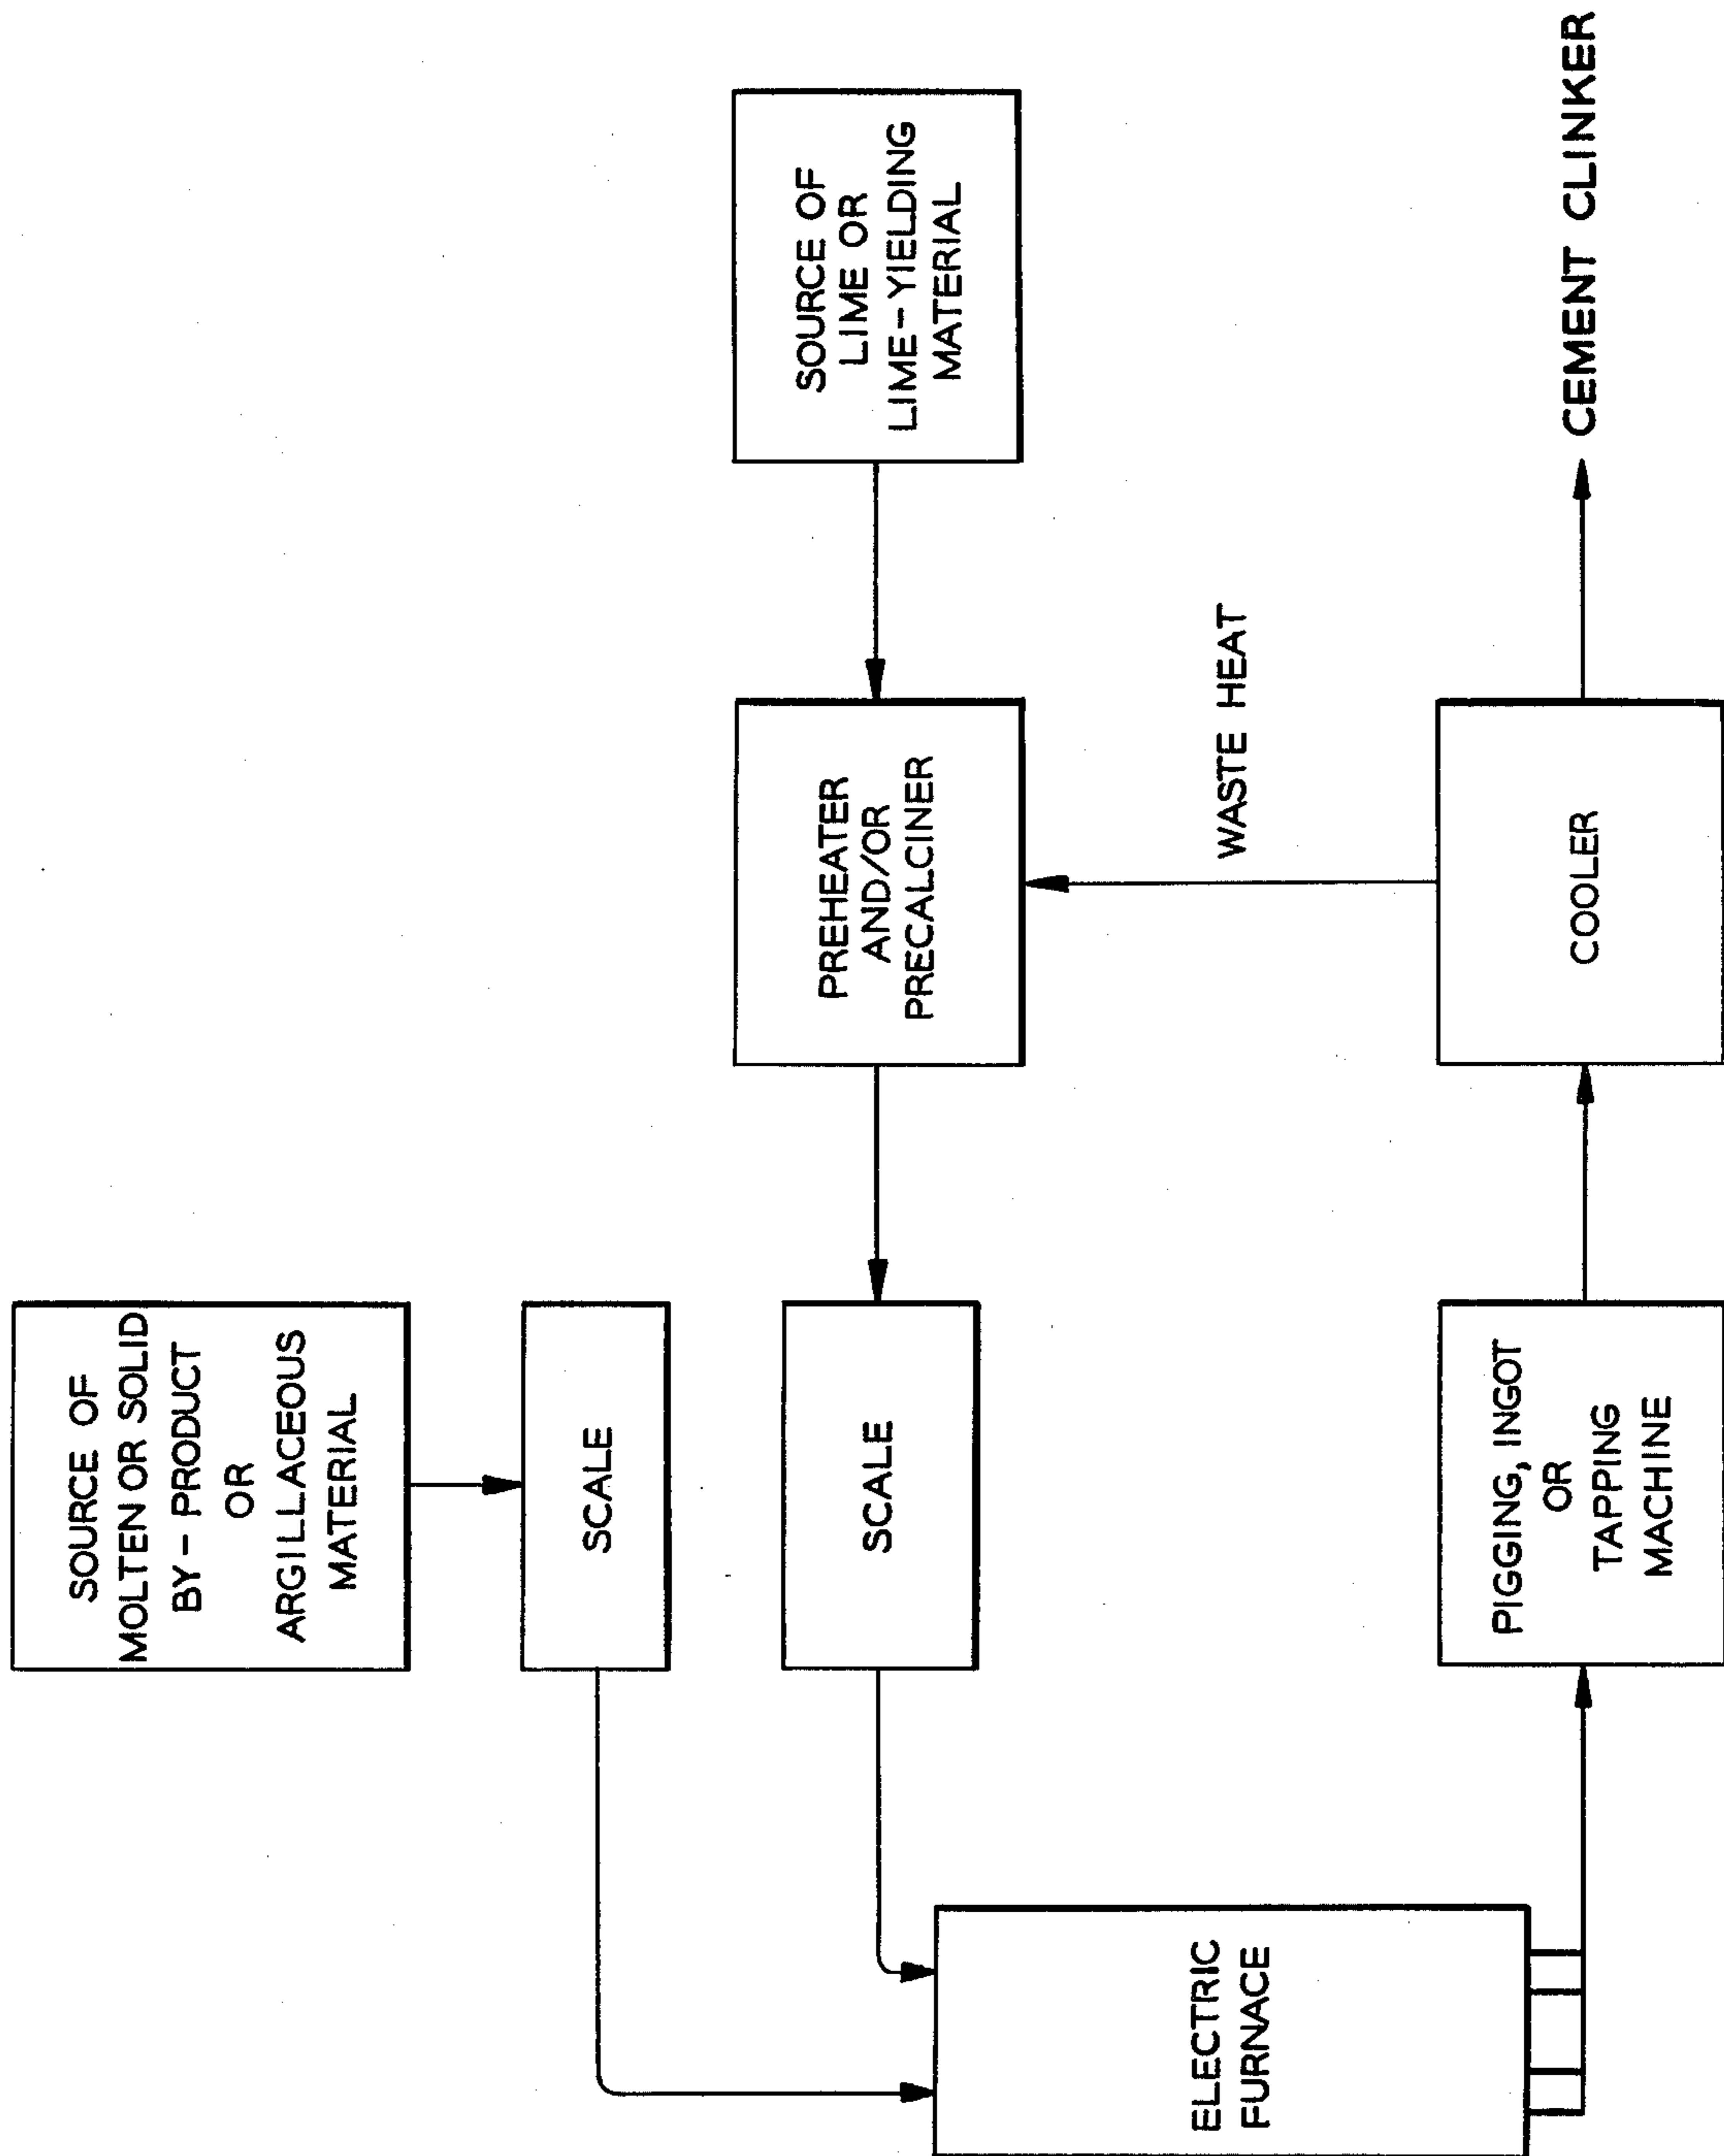 SOURCE OF
MOLTEN OR SOLID
BY-PRODUCT
OR
ARGILLACEOUS
MATERIAL
SCALE
SOURCE OF
LIME OR
LIME-YIELDING
MATERIAL
PREHEATER
AND/OR
PRECALCINER
SCALE
ELECTRIC
FURNACE
WASTE HEAT
PIGGING, INGOT
OR
TAPPING
MACHINE
COOLER
CEMENT CLINKER